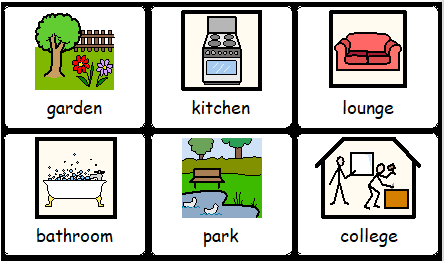 garden
kitchen
lounge
bathroom
park
college